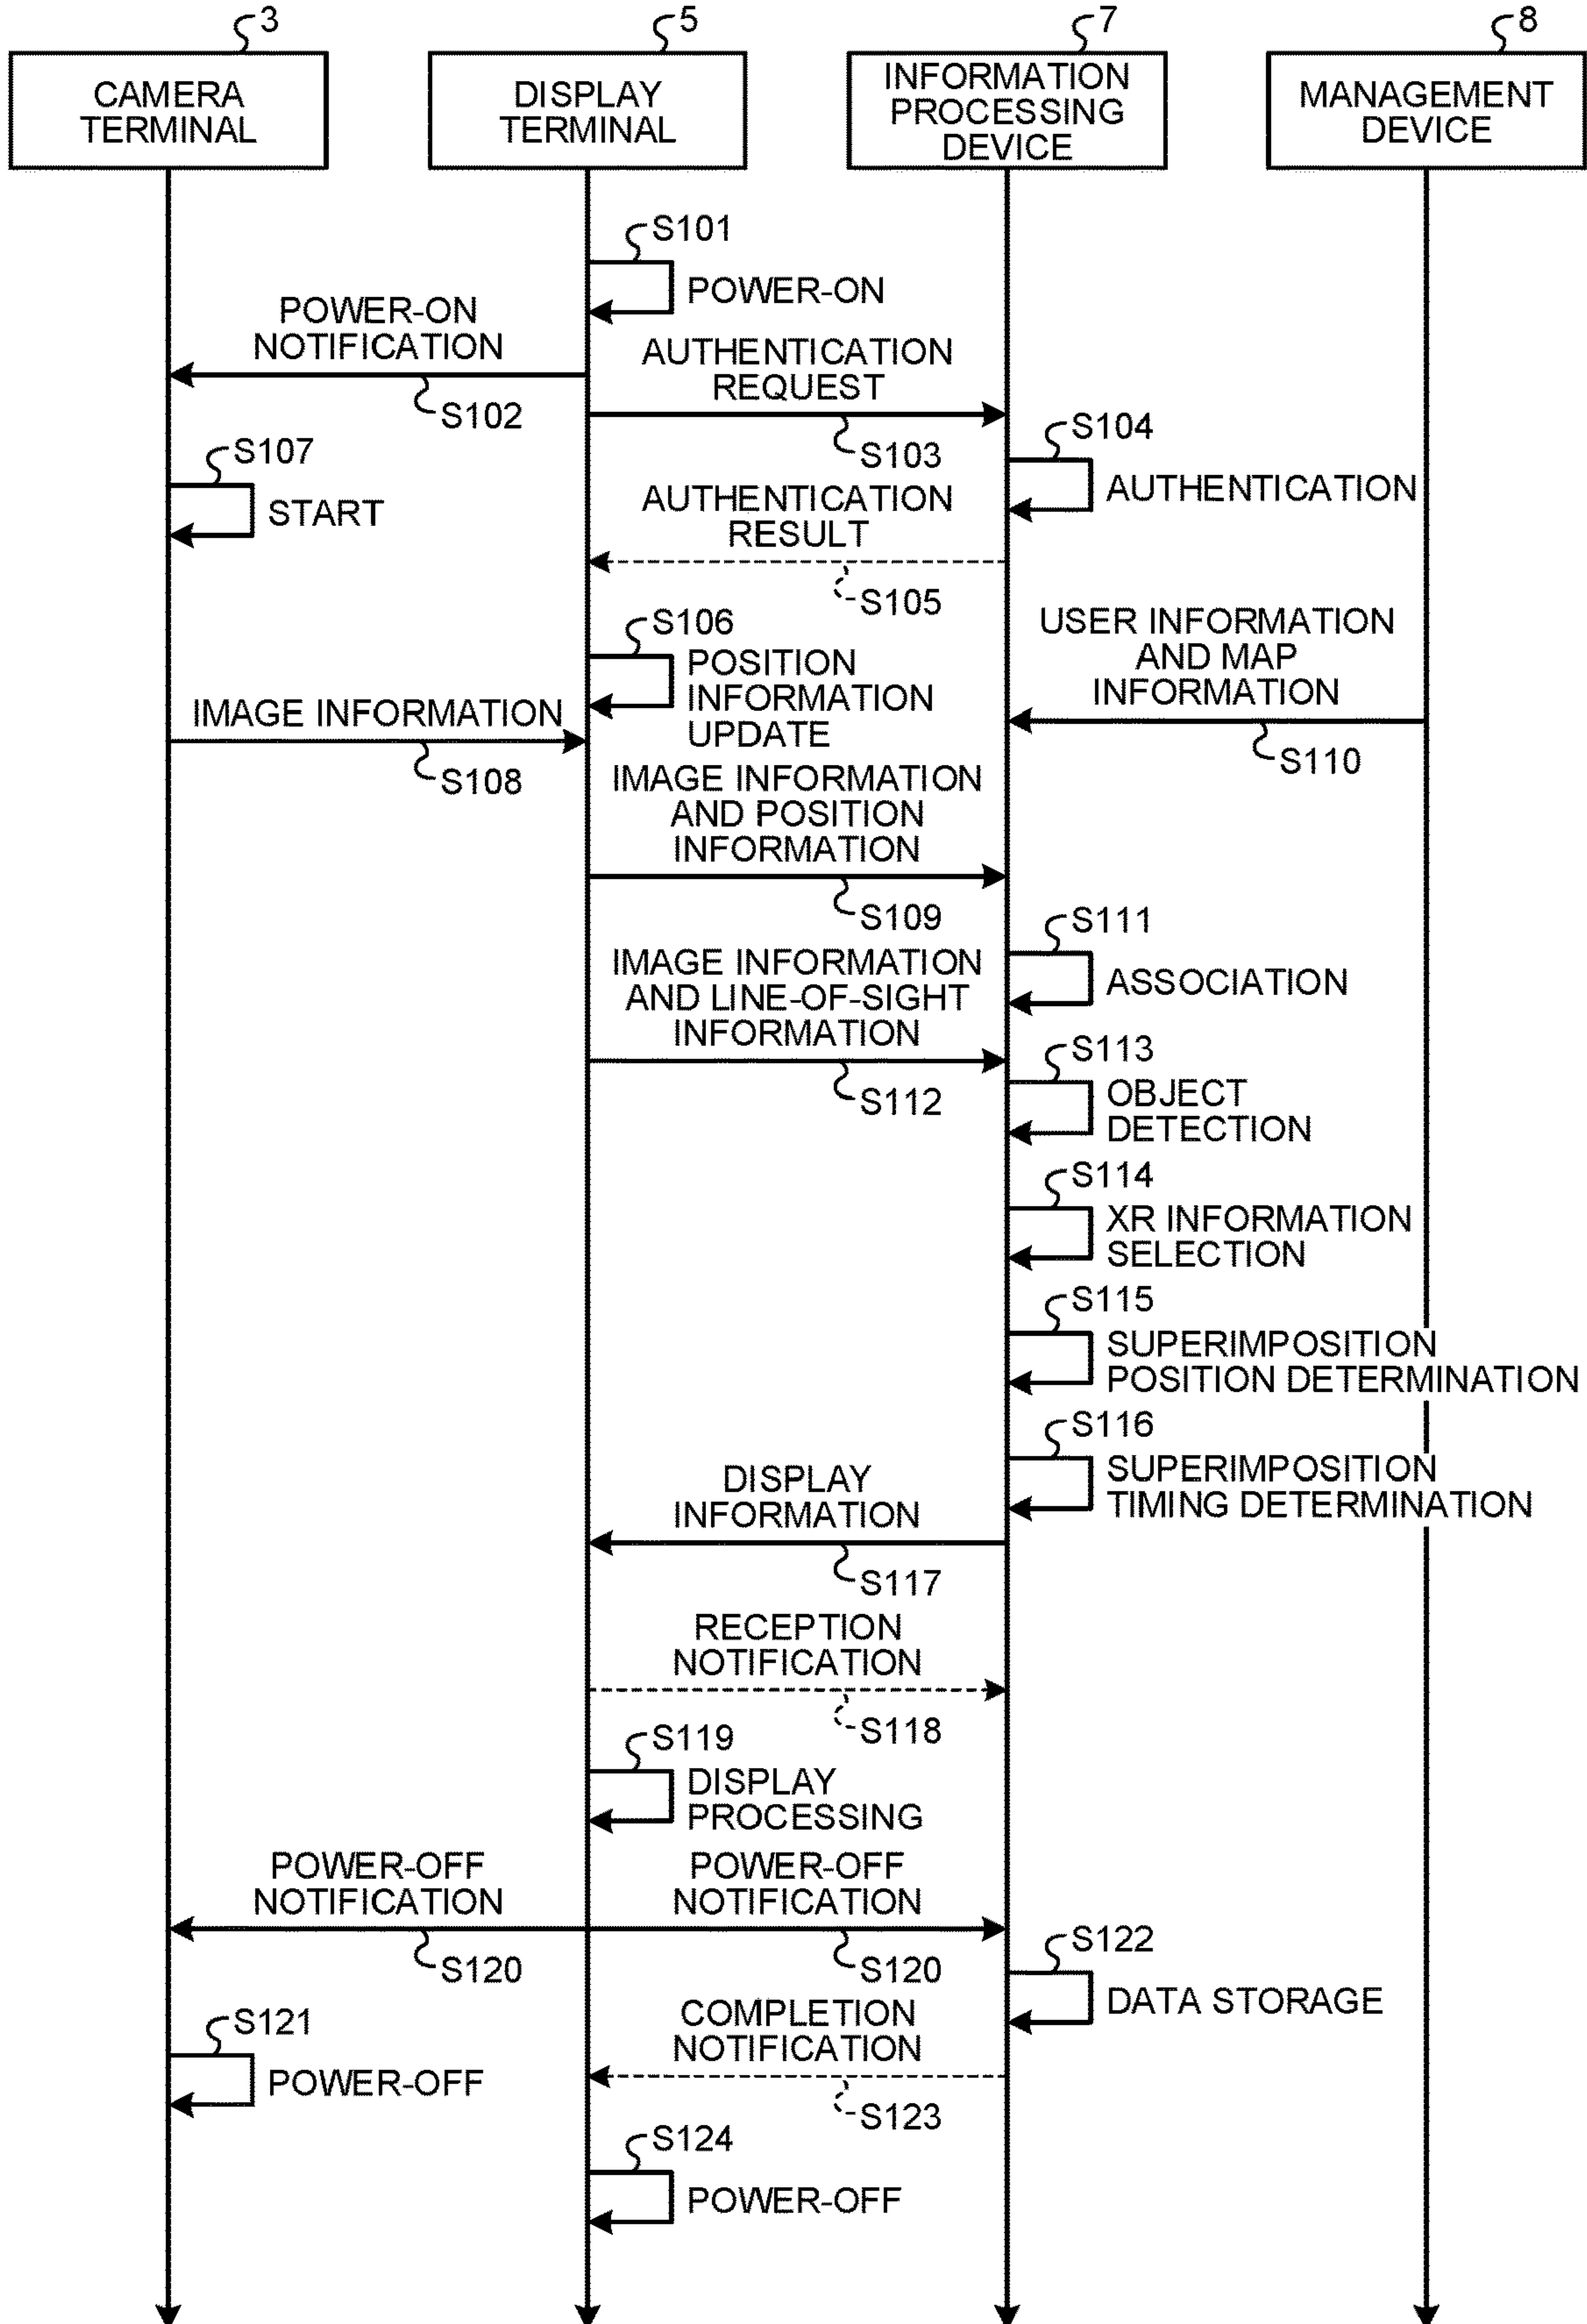 3
5
7
8
CAMERA
TERMINAL
DISPLAY
TERMINAL
INFORMATION
PROCESSING
DEVICE
MANAGEMENT
DEVICE
S101
POWER-ON
POWER-ON
NOTIFICATION
S102
AUTHENTICATION
REQUEST
S103
S104
AUTHENTICATION
S107
START
AUTHENTICATION
RESULT
S105
S106
POSITION
INFORMATION
UPDATE
USER INFORMATION
AND MAP
INFORMATION
S110
IMAGE INFORMATION
S108
IMAGE INFORMATION
AND POSITION
INFORMATION
S109
S111
ASSOCIATION
IMAGE INFORMATION
AND LINE-OF-SIGHT
INFORMATION
S112
S113
OBJECT
DETECTION
S114
XR INFORMATION
SELECTION
S115
SUPERIMPOSITION
POSITION DETERMINATION
S116
SUPERIMPOSITION
TIMING DETERMINATION
DISPLAY
INFORMATION
S117
RECEPTION
NOTIFICATION
S118
S119
DISPLAY
PROCESSING
POWER-OFF
NOTIFICATION
S120
POWER-OFF
NOTIFICATION
S120
S122
DATA STORAGE
S121
POWER-OFF
COMPLETION
NOTIFICATION
S123
S124
POWER-OFF